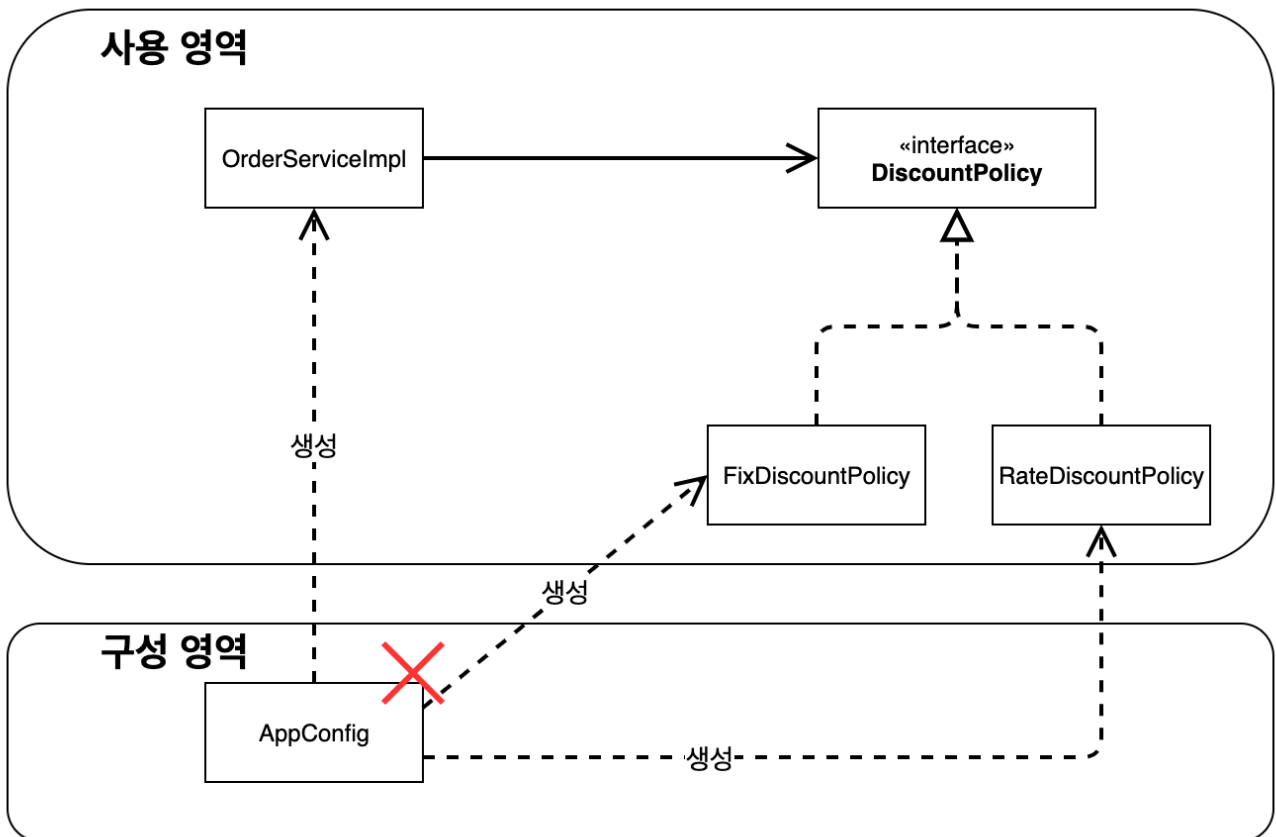 사용 영역
OrderServiceImpl
«interface»
DiscountPolicy
생성
FixDiscountPolicy
RateDiscountPolicy
생성
구성 영역
AppConfig
생성